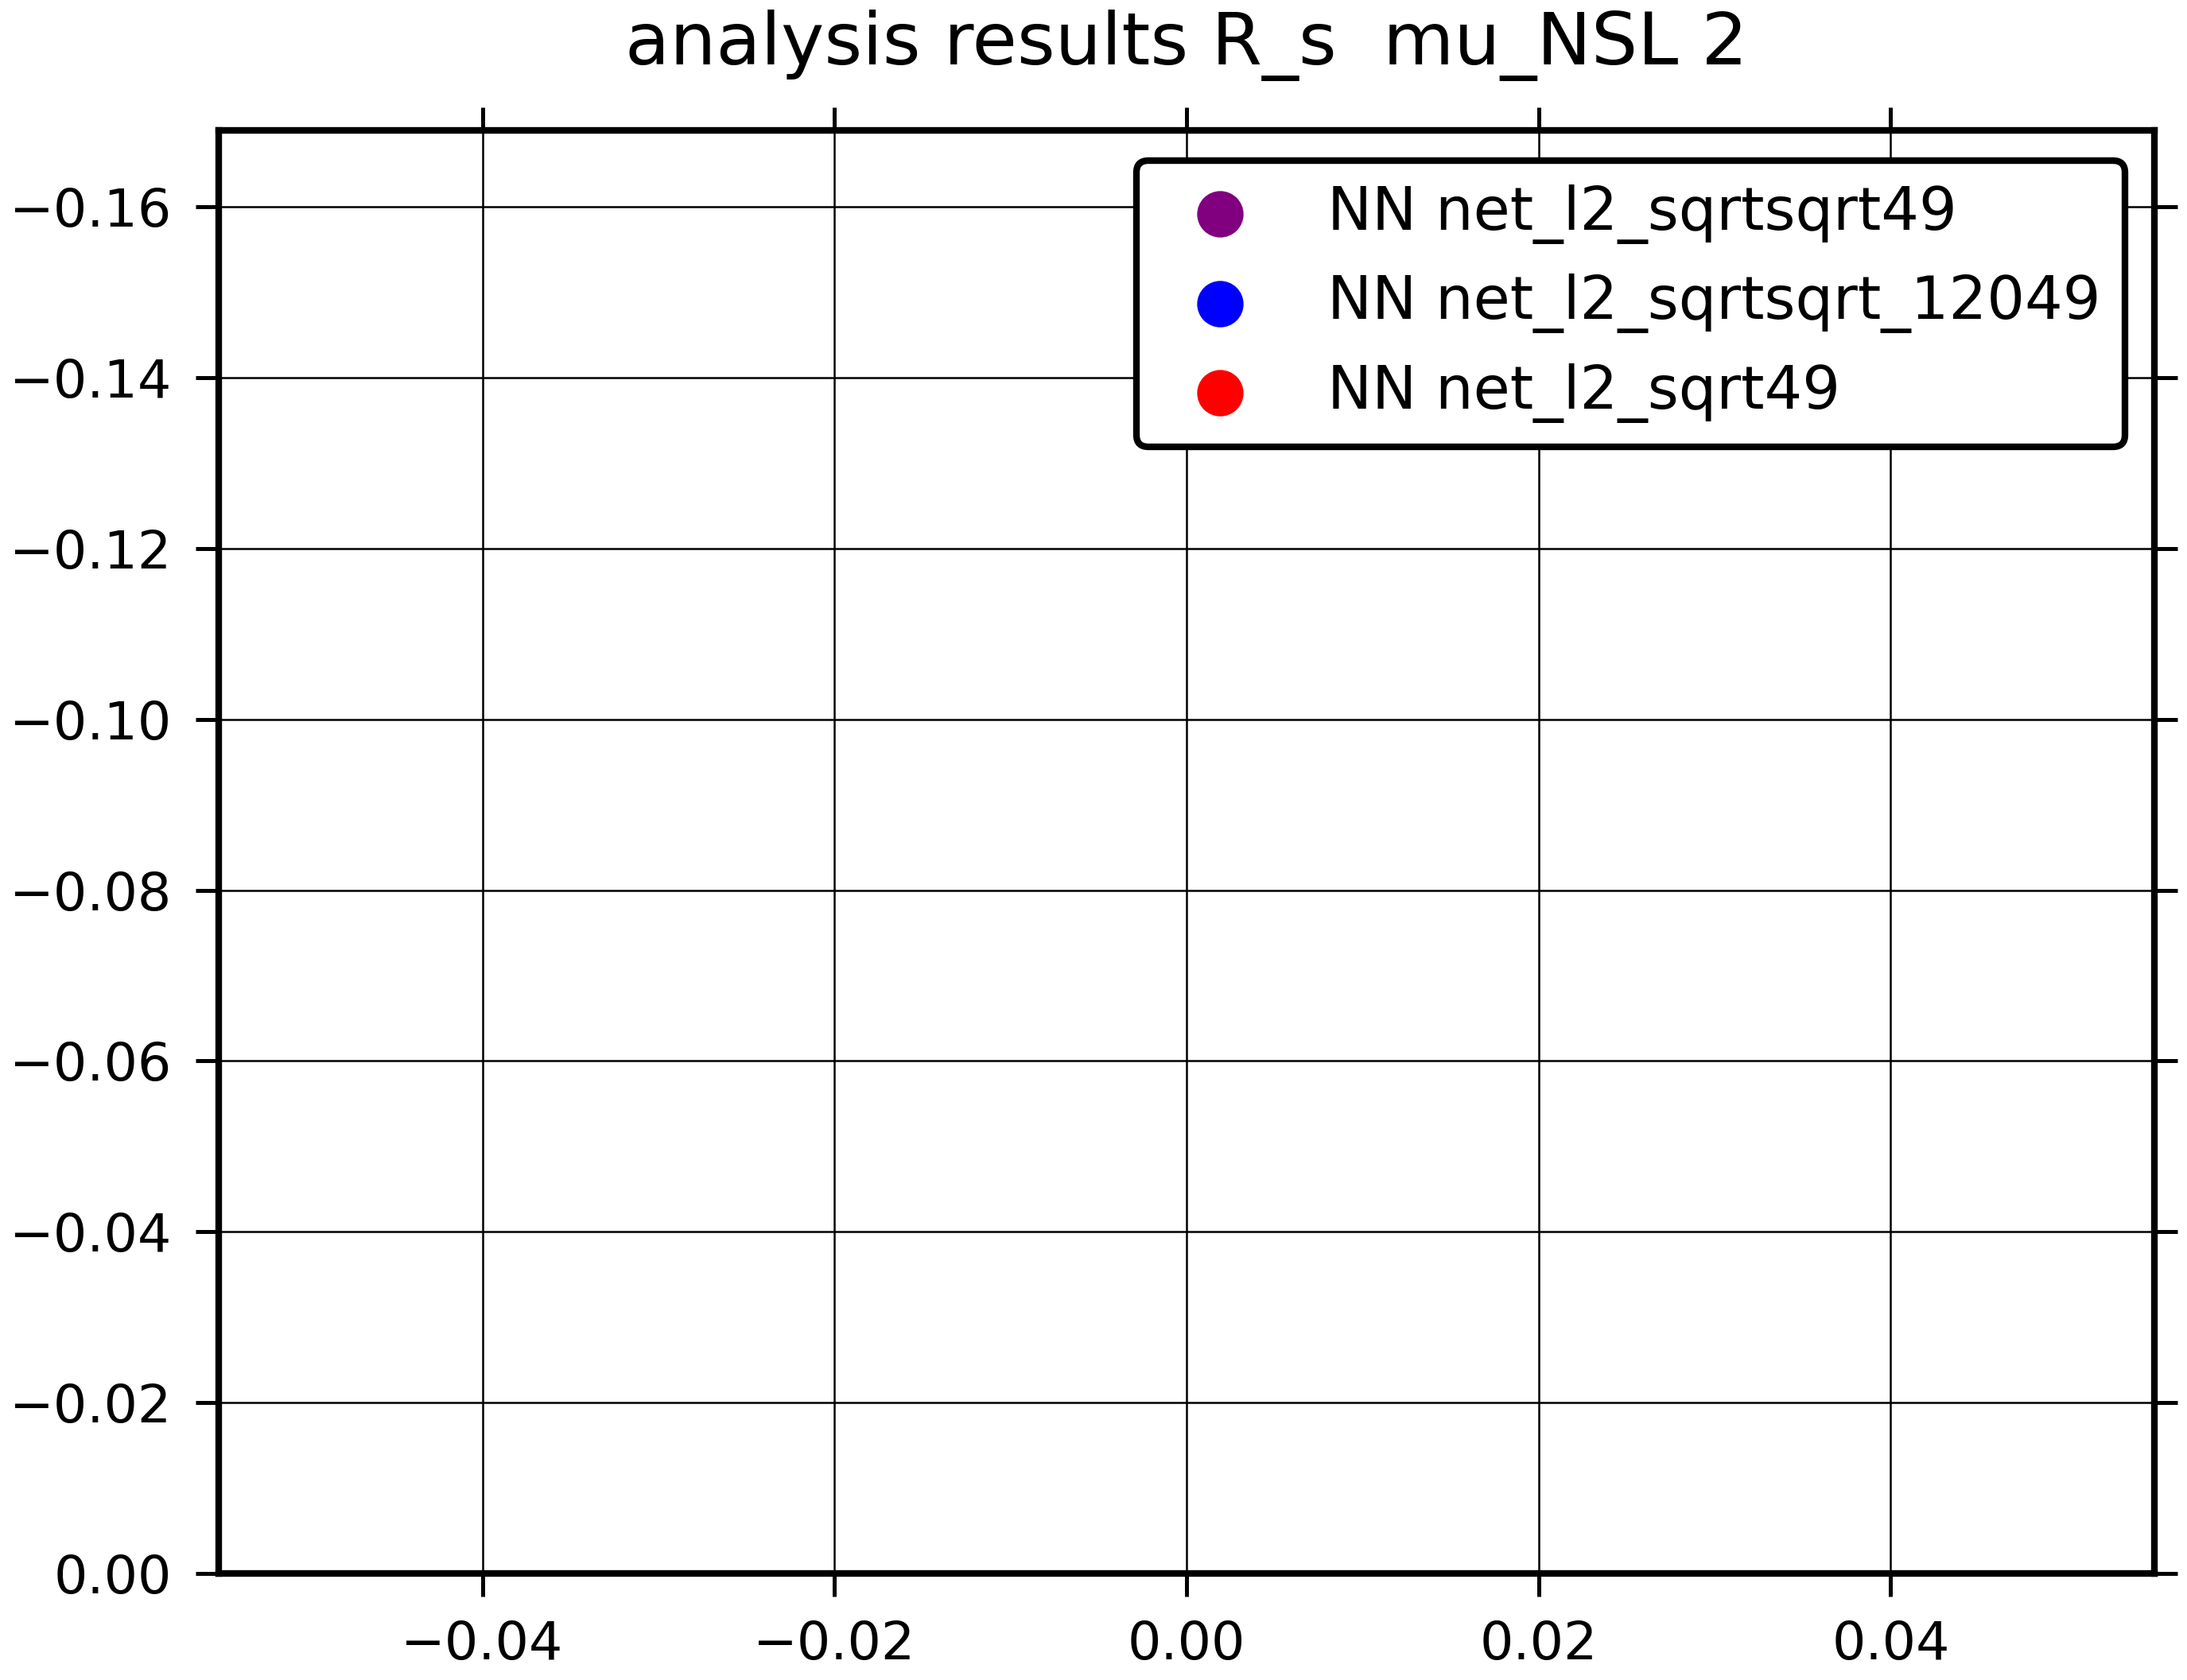 analysis results R_s  mu_NSL 2
−0.16
−0.14
−0.12
−0.10
−0.08
−0.06
−0.04
−0.02
0.00
NN net_l2_sqrtsqrt49
NN net_l2_sqrtsqrt_12049
NN net_l2_sqrt49
−0.04 −0.02 0.00 0.02 0.04